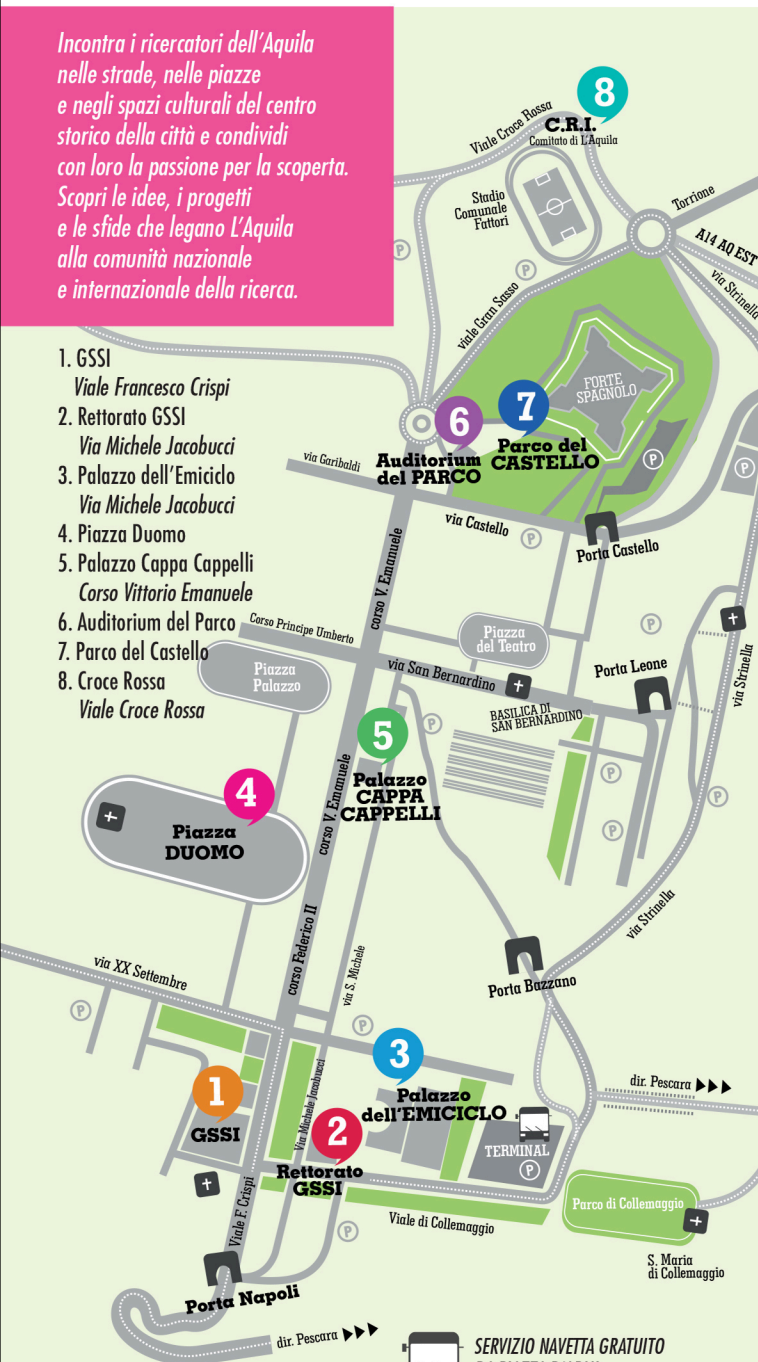 Incontra i ricercatori dell'Aquila
nelle strade, nelle piazze
e negli spazi culturali del centro
storico della città e condividi
con loro la passione per la scoperta.
Scopri le idee, i progetti
e le sfide che legano L'Aquila
alla comunità nazionale
e internazionale della ricerca.
1. GSSI
Viale Francesco Crispi
2. Rettorato GSSI
Via Michele Jacobucci
3. Palazzo dell'Emiciclo
Via Michele Jacobucci
4. Piazza Duomo
5. Palazzo Cappa Cappelli
Corso Vittorio Emanuele
6. Auditorium del Parco
7. Parco del Castello
8. Croce Rossa
Viale Croce Rossa
8
C.R.I.
Comitato di L'Aquila
Viale Croce Rossa
Stadio
Comunale
Fattori
P
P
Torrione
A14 AQ EST
via Strinella
viale Gran Sasso
FORTE
SPAGNOLO
6
Auditorium
del PARCO
7
Parco del
CASTELLO
P
P
via Garibaldi
via Castello
P
Porta Castello
corso V. Emanuele
Corso Principe Umberto
Piazza
Palazzo
Piazza
del Teatro
P
via San Bernardino
BASILICA DI
SAN BERNARDINO
Porta Leone
via Strinella
5
Palazzo
CAPPA
CAPPELLI
P
P
P
P
4
Piazza
DUOMO
corso V. Emanuele
corso Federico II
via S. Michele
via Strinella
Porta Bazzano
via XX Settembre
P
P
3
Palazzo
dell'EMICICLO
dir. Pescara
1
GSSI
Via Michele Jacobucci
2
Rettorato
GSSI
TERMINAL
P
Viale F. Crispi
P
Viale di Collemaggio
Parco di Collemaggio
S. Maria
di Collemaggio
Porta Napoli
dir. Pescara
SERVIZIO NAVETTA GRATUITO